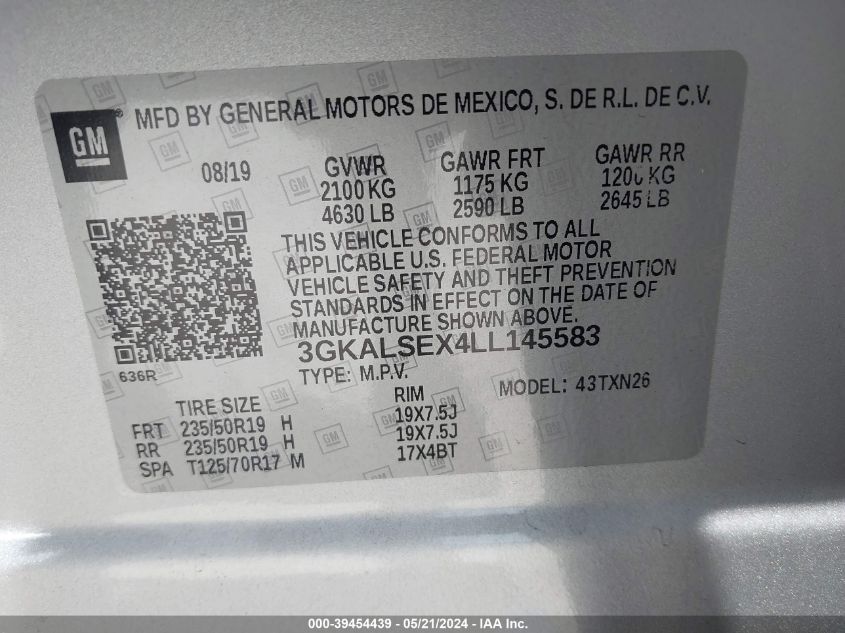 GM
MFD BY GENERAL MOTORS DE MEXICO, S. DE R.L. DE C.V.
08/19 GVWR GAWR FRT GAWR RR
2100 KG 1175 KG 1200 KG
4630 LB 2590 LB 2645 LB
THIS VEHICLE CONFORMS TO ALL
APPLICABLE U.S. FEDERAL MOTOR
VEHICLE SAFETY AND THEFT PREVENTION
STANDARDS IN EFFECT ON THE DATE OF
MANUFACTURE SHOWN ABOVE.
3GKALSEX4LL145583
636R
TYPE: M.P.V. MODEL: 43TXN26
TIRE SIZE RIM
FRT 235/50R19 H 19X7.5J
RR 235/50R19 H 19X7.5J
SPA T125/70R17 M 17X4BT
000-39454439 - 05/21/2024 - IAA Inc.